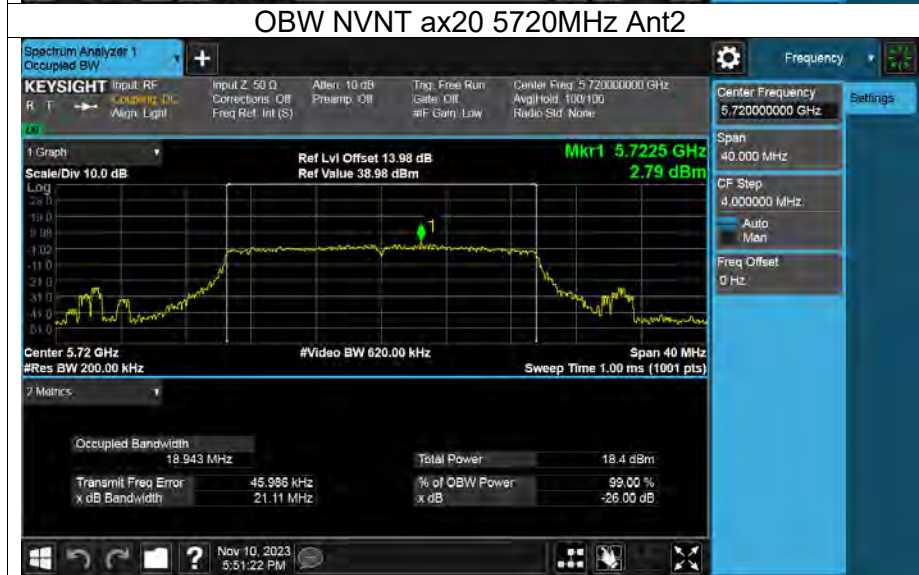 OBW NVNT ax20 5720MHz Ant2
Spectrum Analyzer 1
Occupied BW
+
Frequency
KEYSIGHT Input: RF
Coupling: DC
Align: Light
R T
Input Z: 50 Ω
Corrections: Off
Freq Ref: Int (S)
Atten: 10 dB
Preamp: Off
Trig: Free Run
Gate: Off
#IF Gain: Low
Center Freq: 5.720000000 GHz
Avg|Hold: 100/100
Radio Std: None
Center Frequency
5.720000000 GHz
Settings
Span
40.000 MHz
CF Step
4.000000 MHz
Auto
Man
Freq Offset
0 Hz
1 Graph
Scale/Div 10.0 dB
Ref Lvl Offset 13.98 dB
Ref Value 38.98 dBm
Mkr1 5.7225 GHz
2.79 dBm
Log
1
-1.02
Center 5.72 GHz
#Res BW 200.00 kHz
#Video BW 620.00 kHz
Span 40 MHz
Sweep Time 1.00 ms (1001 pts)
2 Metrics
Occupied Bandwidth
18.943 MHz
Transmit Freq Error 45.986 kHz
x dB Bandwidth 21.11 MHz
Total Power 18.4 dBm
% of OBW Power 99.00 %
x dB -26.00 dB
?
Nov 10, 2023
5:51:22 PM